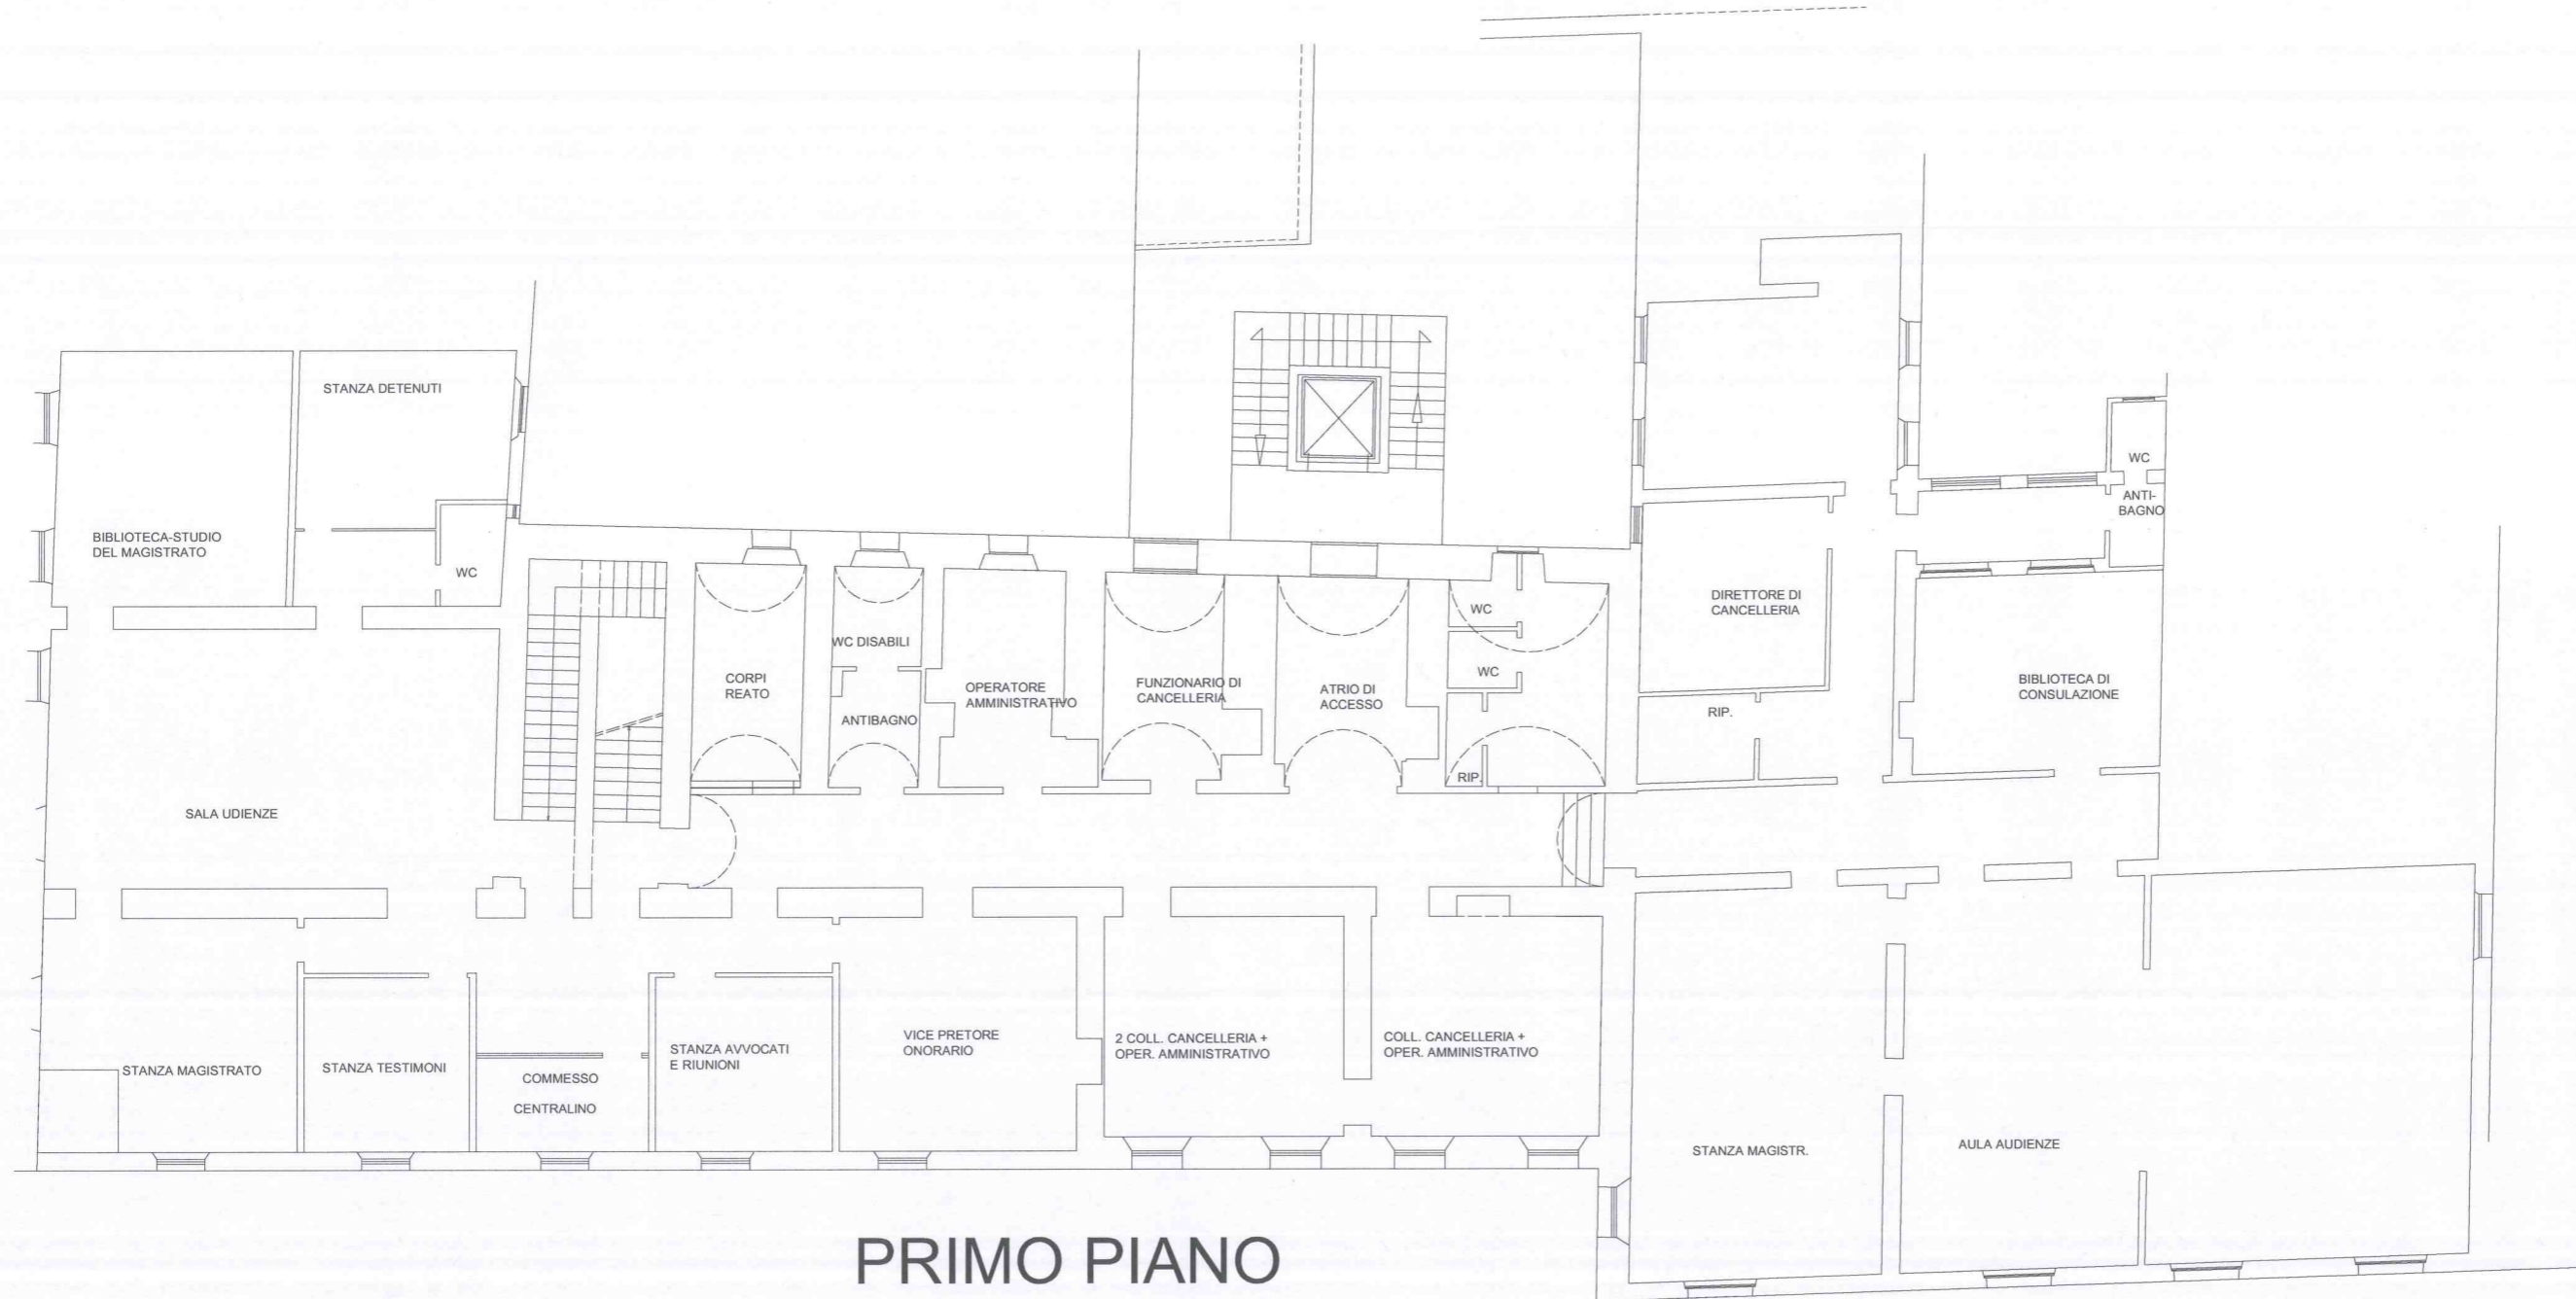 STANZA DETENUTI
BIBLIOTECA-STUDIO
DEL MAGISTRATO
WC
SALA UDIENZE
CORPI
REATO
WC DISABILI
ANTIBAGNO
OPERATORE
AMMINISTRATIVO
FUNZIONARIO DI
CANCELLERIA
ATRIO DI
ACCESSO
WC
WC
RIP.
DIRETTORE DI
CANCELLERIA
RIP.
WC
ANTI-
BAGNO
BIBLIOTECA DI
CONSULAZIONE
STANZA MAGISTRATO
STANZA TESTIMONI
COMMESSO
CENTRALINO
STANZA AVVOCATI
E RIUNIONI
VICE PRETORE
ONORARIO
2 COLL. CANCELLERIA +
OPER. AMMINISTRATIVO
COLL. CANCELLERIA +
OPER. AMMINISTRATIVO
STANZA MAGISTR.
AULA AUDIENZE
PRIMO PIANO